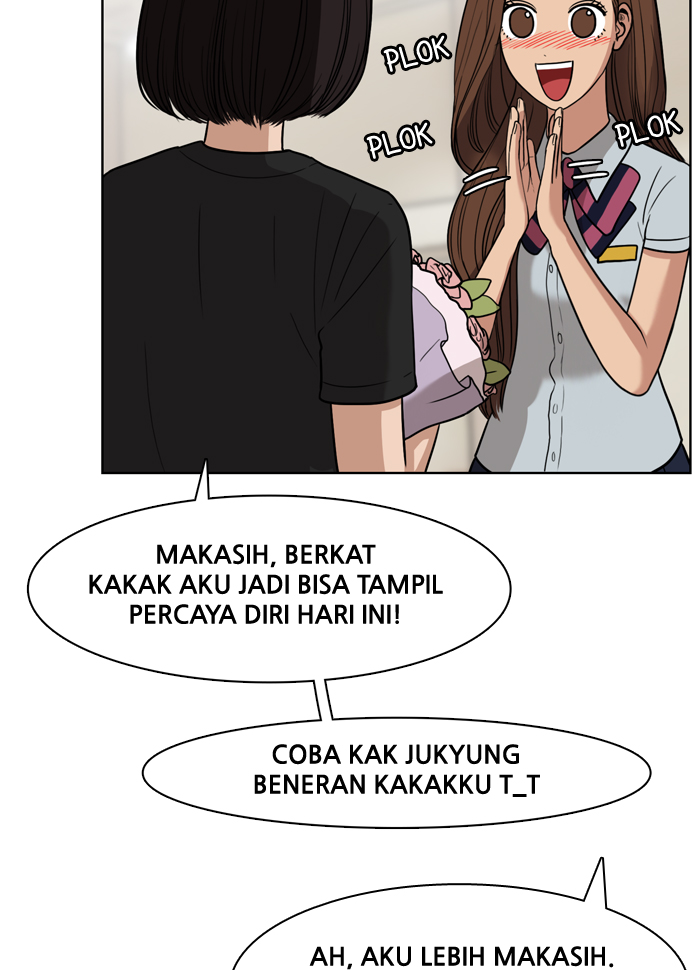 PLOK
PLOK
PLOK
MAKASIH, BERKAT
KAKAK AKU JADI BISA TAMPIL
PERCAYA DIRI HARI INI!
COBA KAK JUKYUNG
BENERAN KAKAKKU T_T
AH, AKU LEBIH MAKASIH.